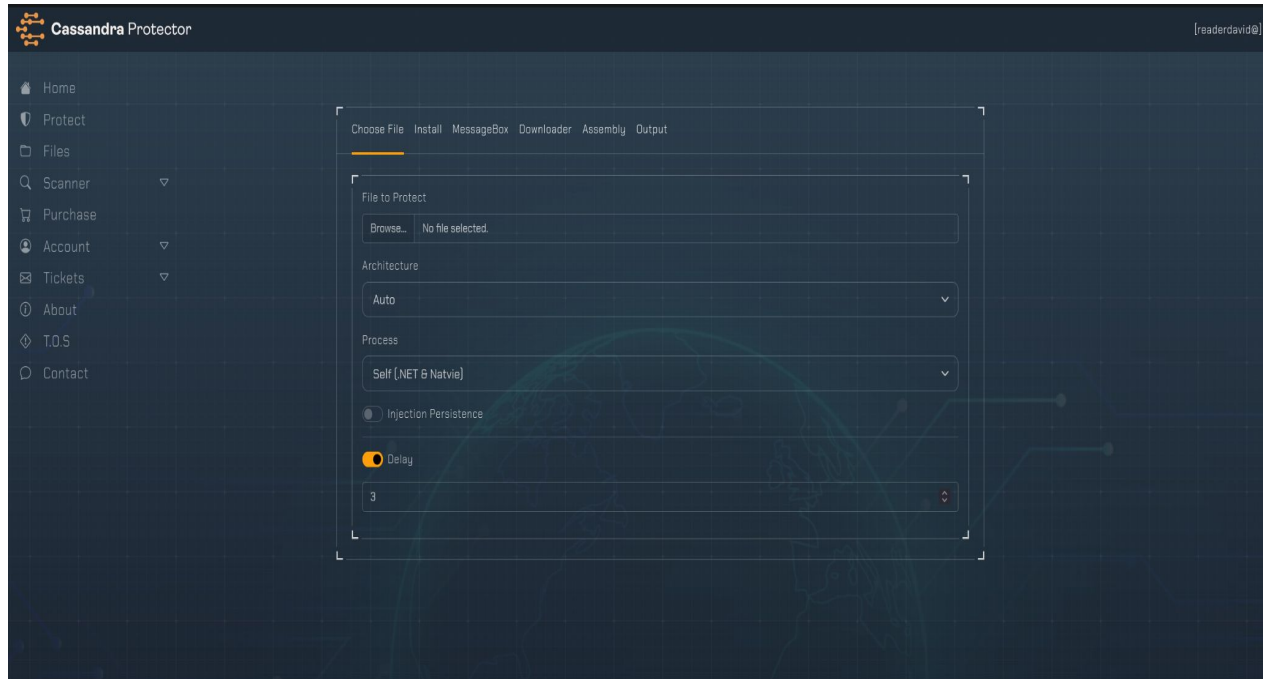 Cassandra Protector
[readerdavid@]
Home
Protect
Files
Scanner
Purchase
Account
Tickets
About
T.O.S
Contact
Choose File Install MessageBox Downloader Assembly Output
File to Protect
Browse... No file selected.
Architecture
Auto
Process
Self (.NET & Natvie)
Injection Persistence
Delay
3